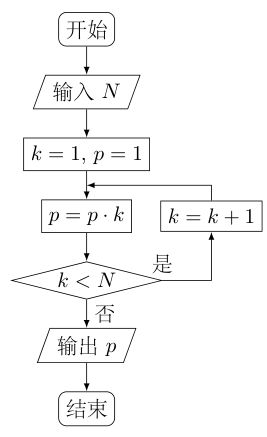 开始
输入 N
k = 1, p = 1
p = p · k
k = k + 1
k < N
是
否
输出 p
结束